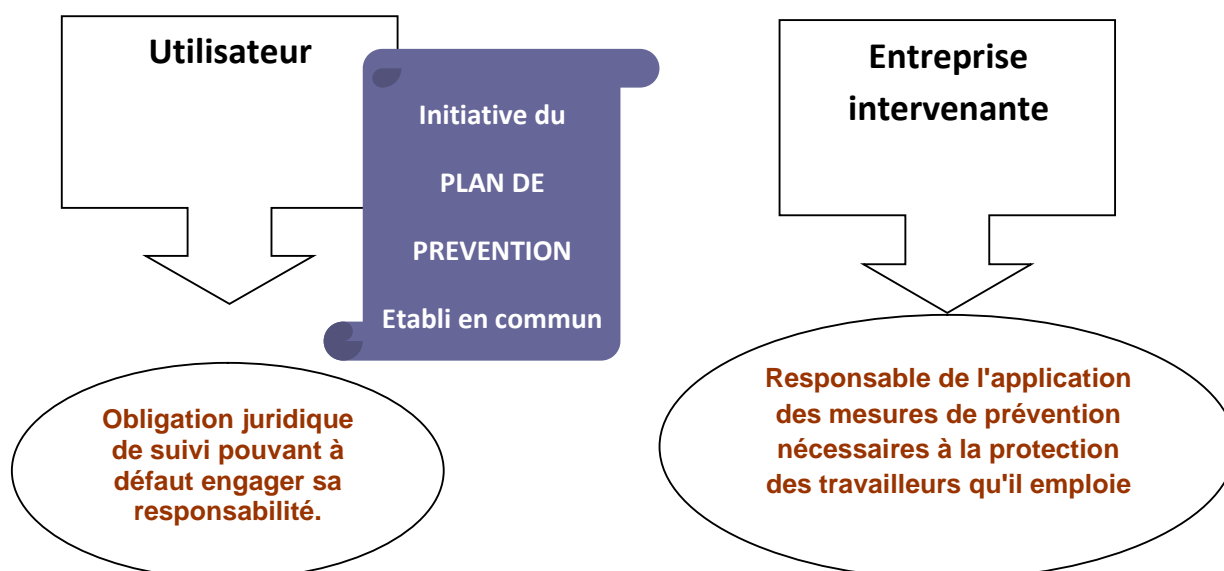 Utilisateur
Initiative du
PLAN DE
PREVENTION
Etabli en commun
Entreprise
intervenante
Obligation juridique
de suivi pouvant à
défaut engager sa
responsabilité.
Responsable de l'application
des mesures de prévention
nécessaires à la protection
des travailleurs qu'il emploie